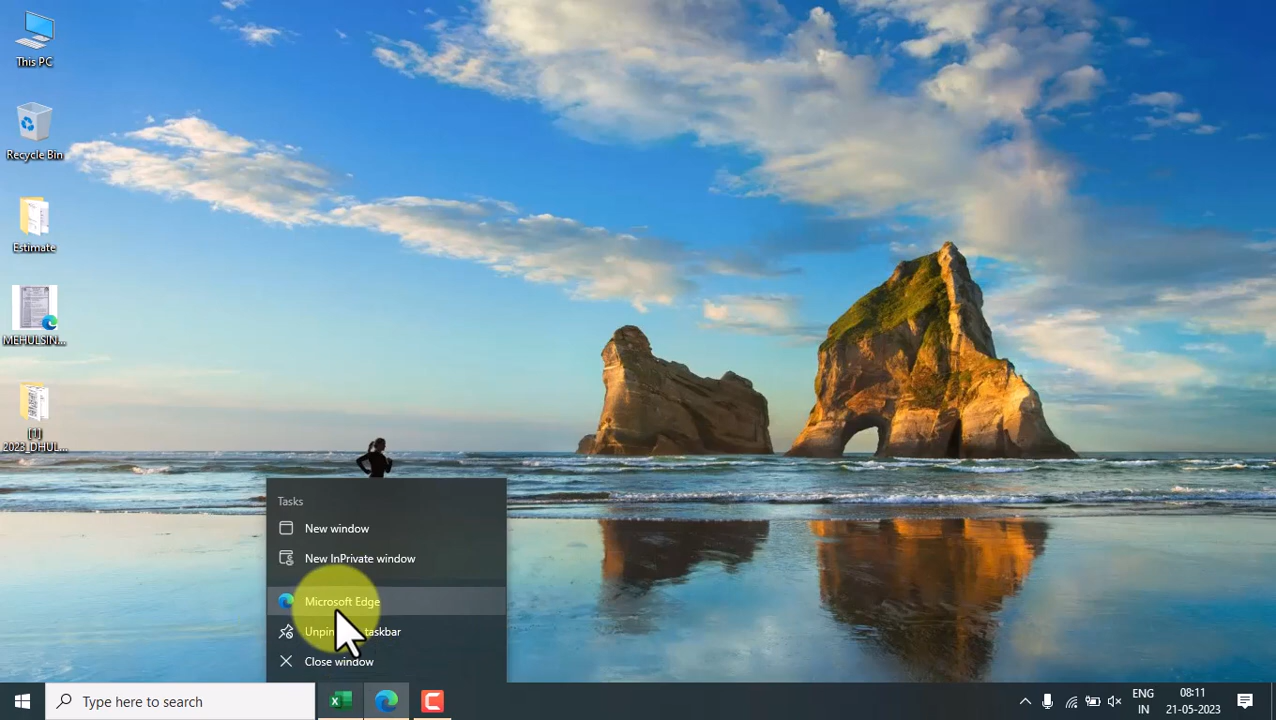 This PC
Recycle Bin
Estimate
MEHULSIN...
[1]
2023_DHUL...
Tasks
New window
New InPrivate window
Microsoft Edge
Unpin taskbar
Close window
Type here to search
ENG
IN
08:11
21-05-2023